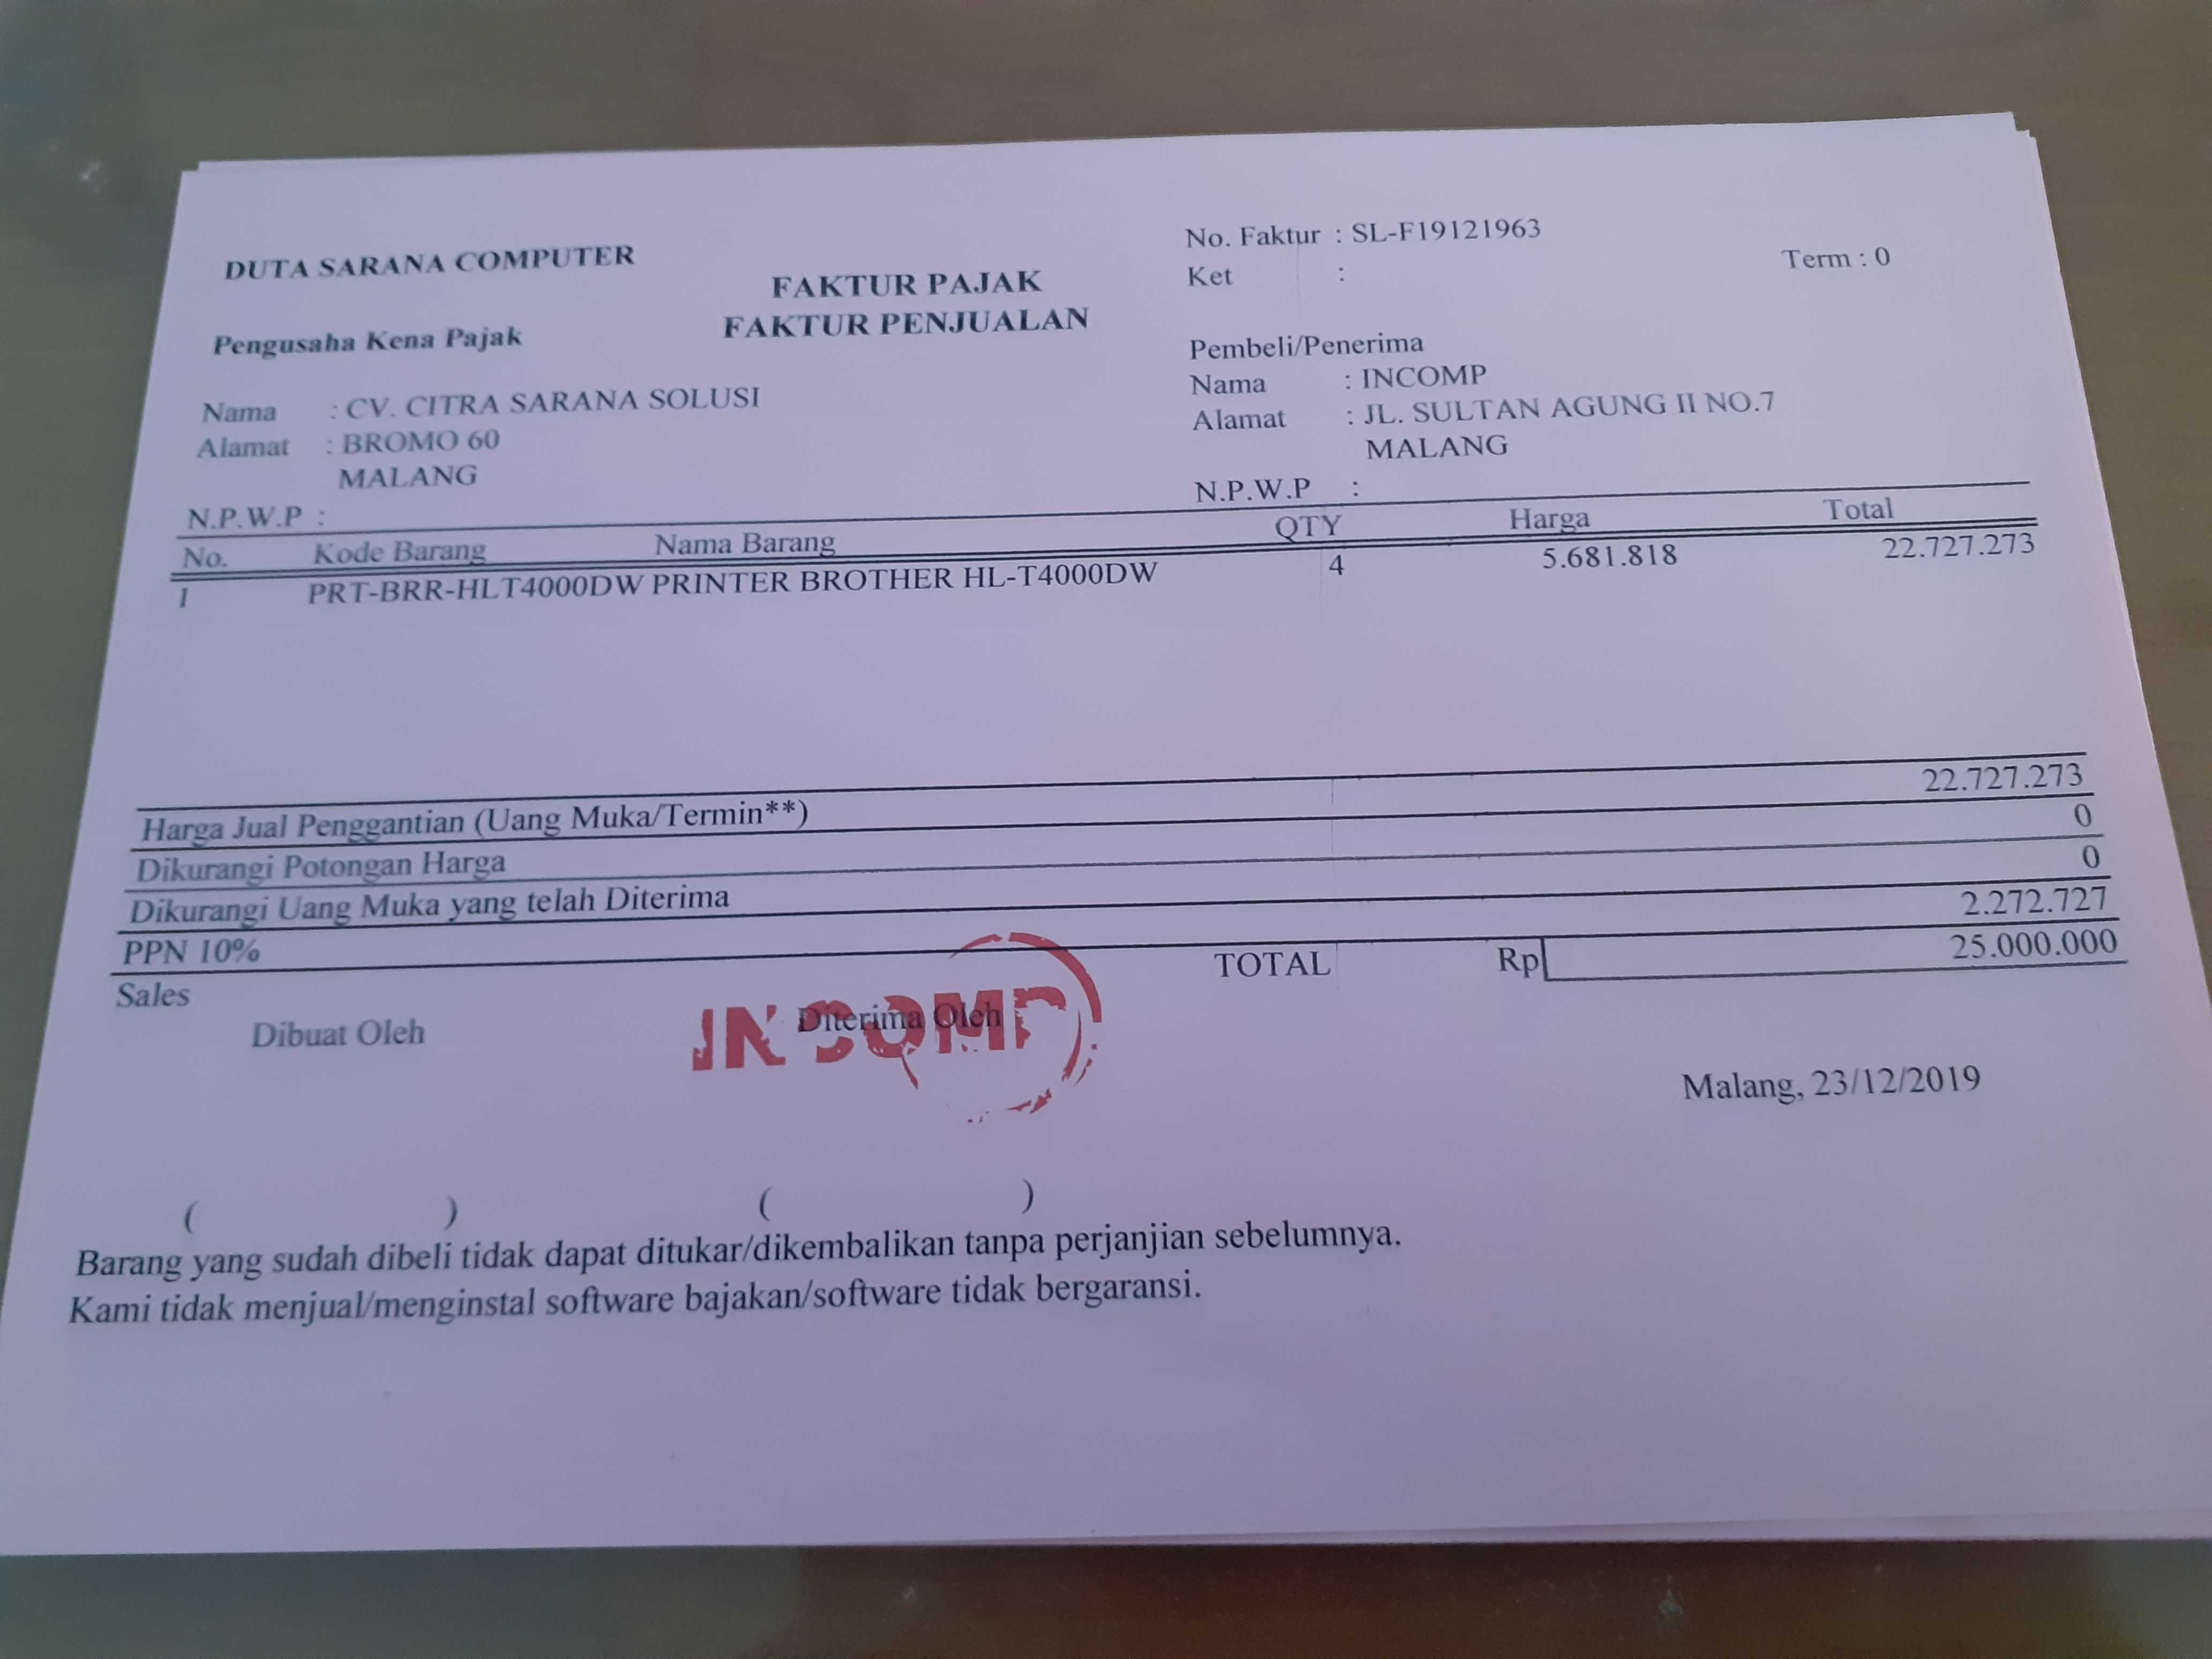 DUTA SARANA COMPUTER
FAKTUR PAJAK
FAKTUR PENJUALAN
No. Faktur : SL-F19121963
Ket :
Term : 0
Pengusaha Kena Pajak
Nama : CV. CITRA SARANA SOLUSI
Alamat : BROMO 60
MALANG
N.P.W.P :
Pembeli/Penerima
Nama : INCOMP
Alamat : JL. SULTAN AGUNG II NO.7
MALANG
N.P.W.P :
No. Kode Barang Nama Barang QTY Harga Total
1 PRT-BRR-HLT4000DW PRINTER BROTHER HL-T4000DW 4 5.681.818 22.727.273
Harga Jual Penggantian (Uang Muka/Termin**) 22.727.273
Dikurangi Potongan Harga 0
Dikurangi Uang Muka yang telah Diterima 0
PPN 10% 2.272.727
Sales TOTAL Rp 25.000.000
Dibuat Oleh Diterima Oleh
INCOMP
Malang, 23/12/2019
( ) ( )
Barang yang sudah dibeli tidak dapat ditukar/dikembalikan tanpa perjanjian sebelumnya.
Kami tidak menjual/menginstal software bajakan/software tidak bergaransi.